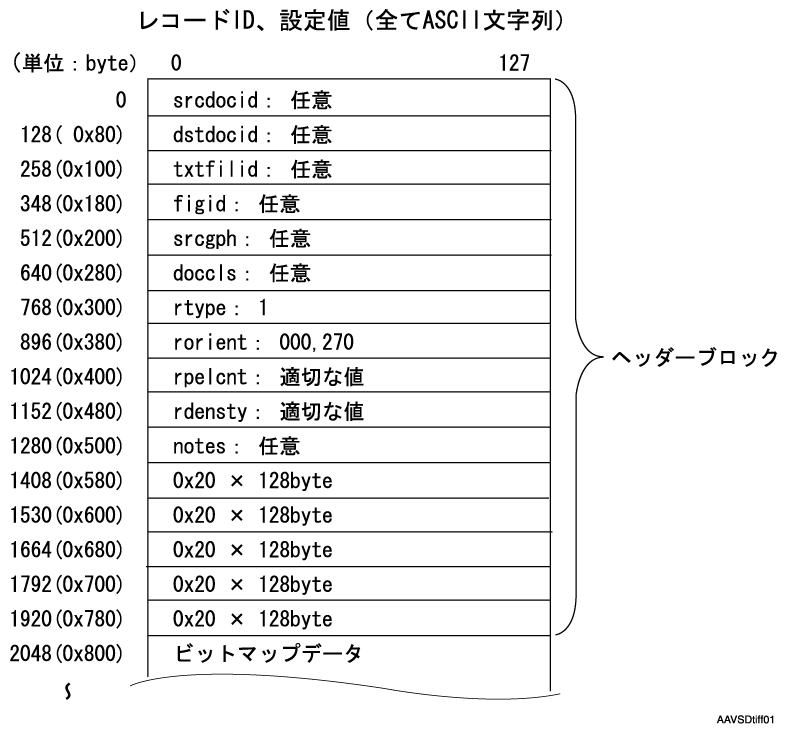 レコードID、設定値（全てASCII文字列）
（単位：byte） 0 127
0 srcdocid： 任意
128( 0x80) dstdocid： 任意
258(0x100) txtfilid： 任意
348(0x180) figid： 任意
512(0x200) srcgph： 任意
640(0x280) doccls： 任意
768(0x300) rtype： 1
896(0x380) rorient： 000,270
1024(0x400) rpelcnt： 適切な値
1152(0x480) rdensty： 適切な値
1280(0x500) notes： 任意
1408(0x580) 0x20 × 128byte
1530(0x600) 0x20 × 128byte
1664(0x680) 0x20 × 128byte
1792(0x700) 0x20 × 128byte
1920(0x780) 0x20 × 128byte
2048(0x800) ビットマップデータ
〜
ヘッダーブロック
AAVSDtiff01